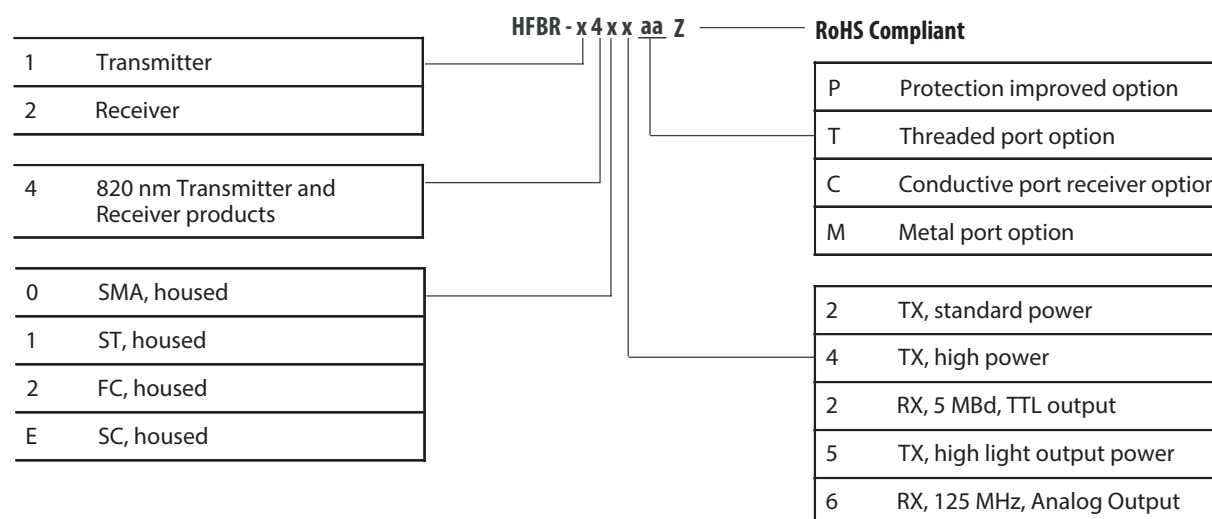 HFBR - x 4 x x aa Z
RoHS Compliant
1 Transmitter
2 Receiver
4 820 nm Transmitter and
Receiver products
0 SMA, housed
1 ST, housed
2 FC, housed
E SC, housed
P Protection improved option
T Threaded port option
C Conductive port receiver option
M Metal port option
2 TX, standard power
4 TX, high power
2 RX, 5 MBd, TTL output
5 TX, high light output power
6 RX, 125 MHz, Analog Output